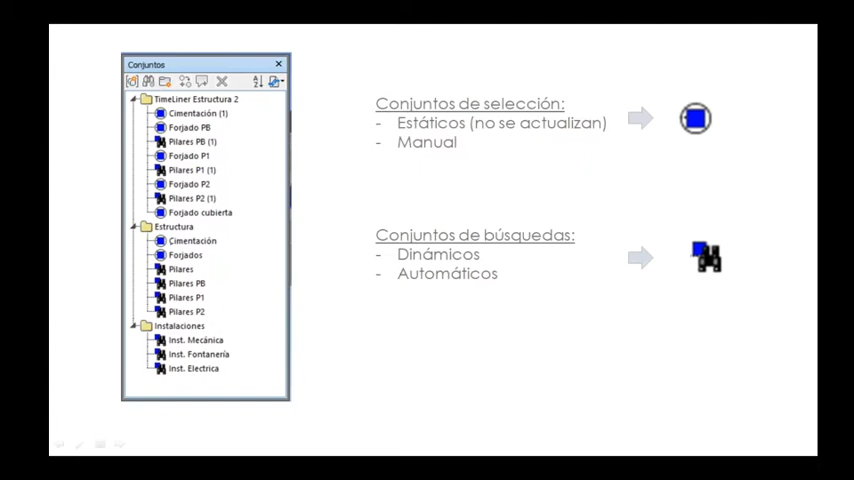 Conjuntos
TimeLiner Estructura 2
Cimentación (1)
Forjado PB
Pilares PB (1)
Forjado P1
Pilares P1 (1)
Forjado P2
Pilares P2 (1)
Forjado cubierta
Estructura
Cimentación
Forjados
Pilares
Pilares PB
Pilares P1
Pilares P2
Instalaciones
Inst. Mecánica
Inst. Fontanería
Inst. Electrica
Conjuntos de selección:
- Estáticos (no se actualizan)
- Manual
Conjuntos de búsquedas:
- Dinámicos
- Automáticos